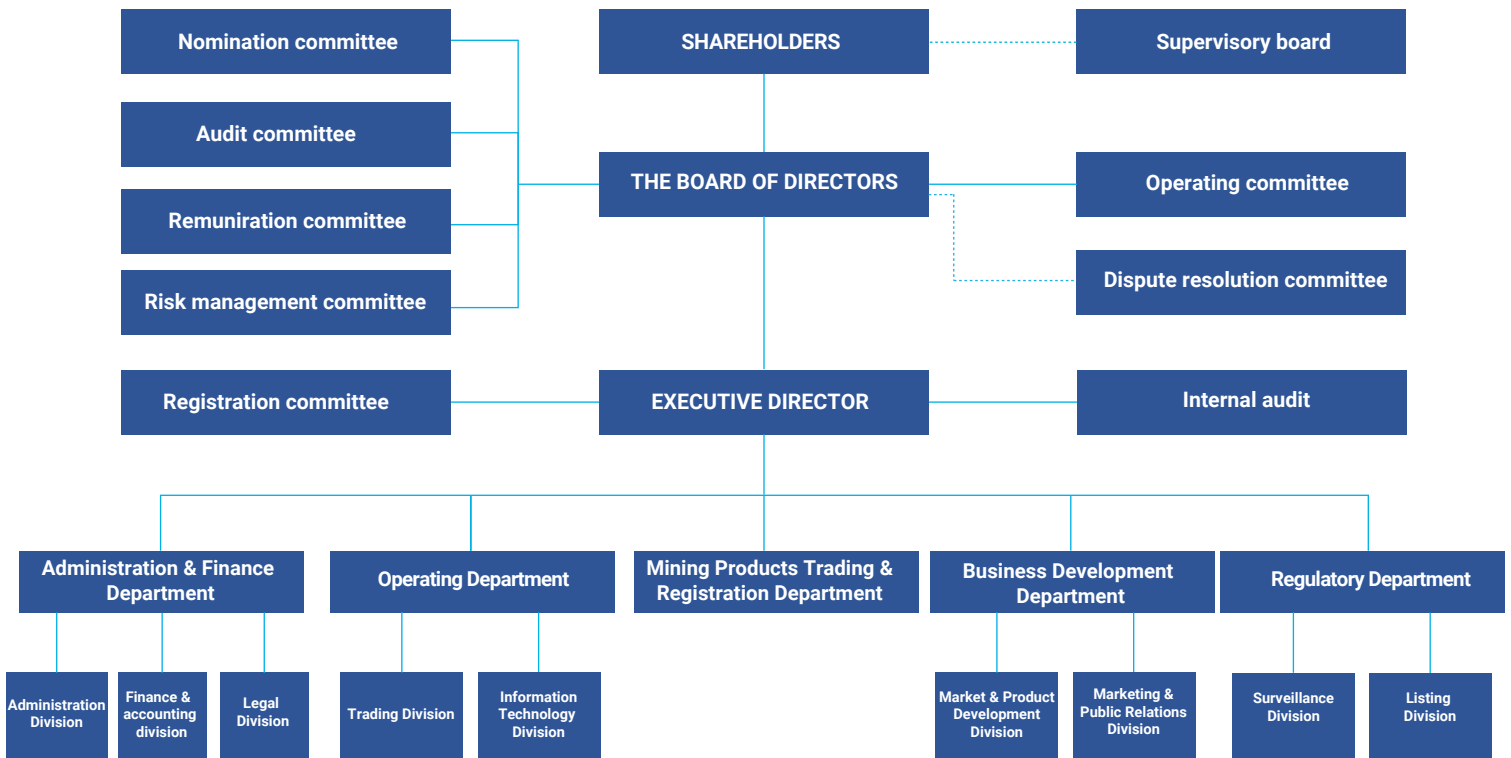 Nomination committee
SHAREHOLDERS
Supervisory board
Audit committee
THE BOARD OF DIRECTORS
Operating committee
Remuniration committee
Dispute resolution committee
Risk management committee
Registration committee
EXECUTIVE DIRECTOR
Internal audit
Administration & Finance
Department
Operating Department
Mining Products Trading &
Registration Department
Business Development
Department
Regulatory Department
Administration
Division
Finance &
accounting
division
Legal
Division
Trading Division
Information
Technology
Division
Market & Product
Development
Division
Marketing &
Public Relations
Division
Surveillance
Division
Listing
Division